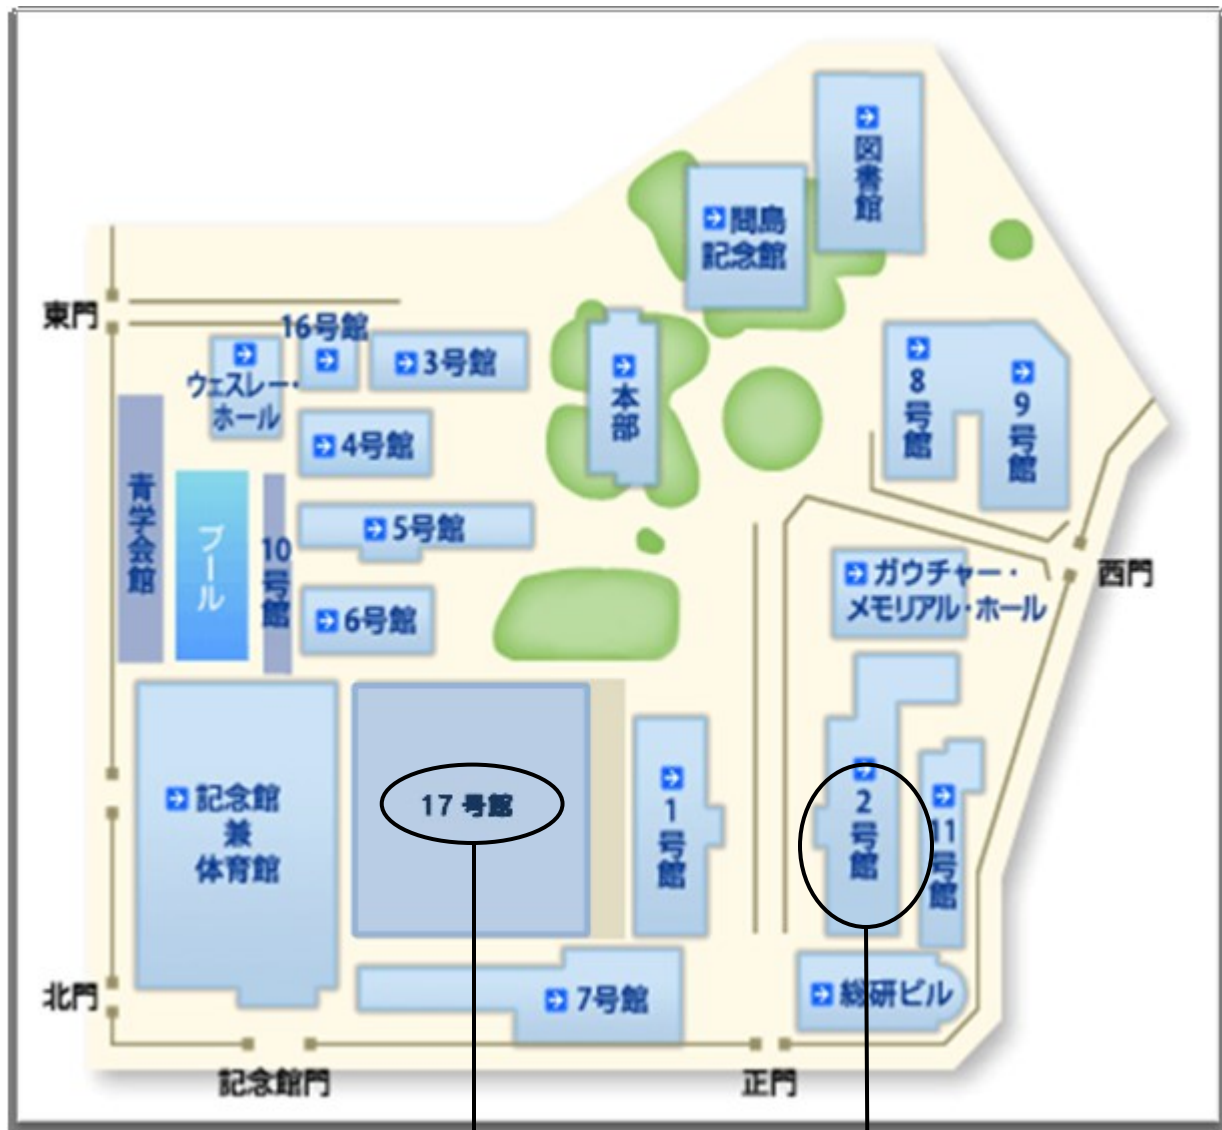 図書館
間島
記念館
東門
16号館
3号館
ウェスレー・
ホール
本部
8号館
9号館
4号館
青学会館
プール
10号館
5号館
西門
ガウチャー・
メモリアル・ホール
6号館
記念館
兼
体育館
17 号館
1号館
2号館
11号館
北門
7号館
総研ビル
記念館門
正門